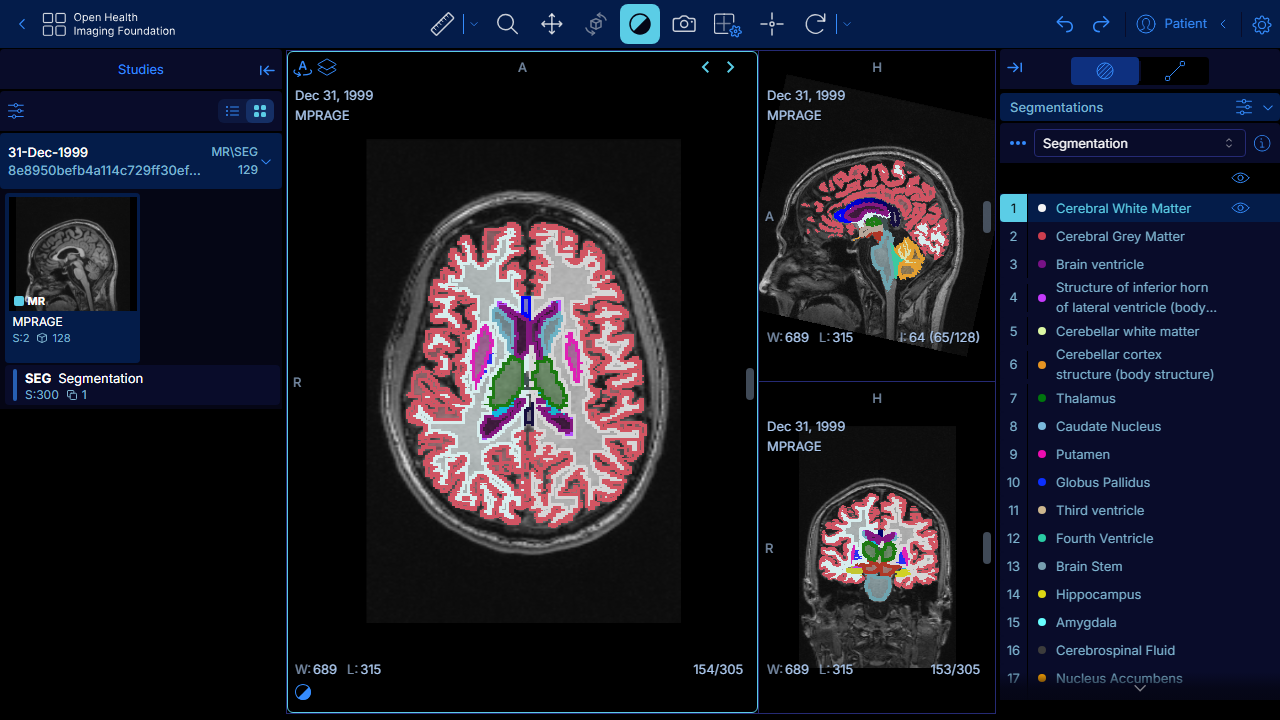 Open Health
Imaging Foundation
Patient
Studies
31-Dec-1999
MR\SEG
8e8950befb4a114c729ff30ef...
129
MR
MPRAGE
S:2 128
SEG Segmentation
S:300 1
A
A
Dec 31, 1999
MPRAGE
R
W: 689 L: 315
154/305
H
Dec 31, 1999
MPRAGE
A
W: 689 L: 315
I: 64 (65/128)
H
Dec 31, 1999
MPRAGE
R
W: 689 L: 315
153/305
Segmentations
Segmentation
1 Cerebral White Matter
2 Cerebral Grey Matter
3 Brain ventricle
4 Structure of inferior horn
of lateral ventricle (body...
5 Cerebellar white matter
6 Cerebellar cortex
structure (body structure)
7 Thalamus
8 Caudate Nucleus
9 Putamen
10 Globus Pallidus
11 Third ventricle
12 Fourth Ventricle
13 Brain Stem
14 Hippocampus
15 Amygdala
16 Cerebrospinal Fluid
17 Nucleus Accumbens